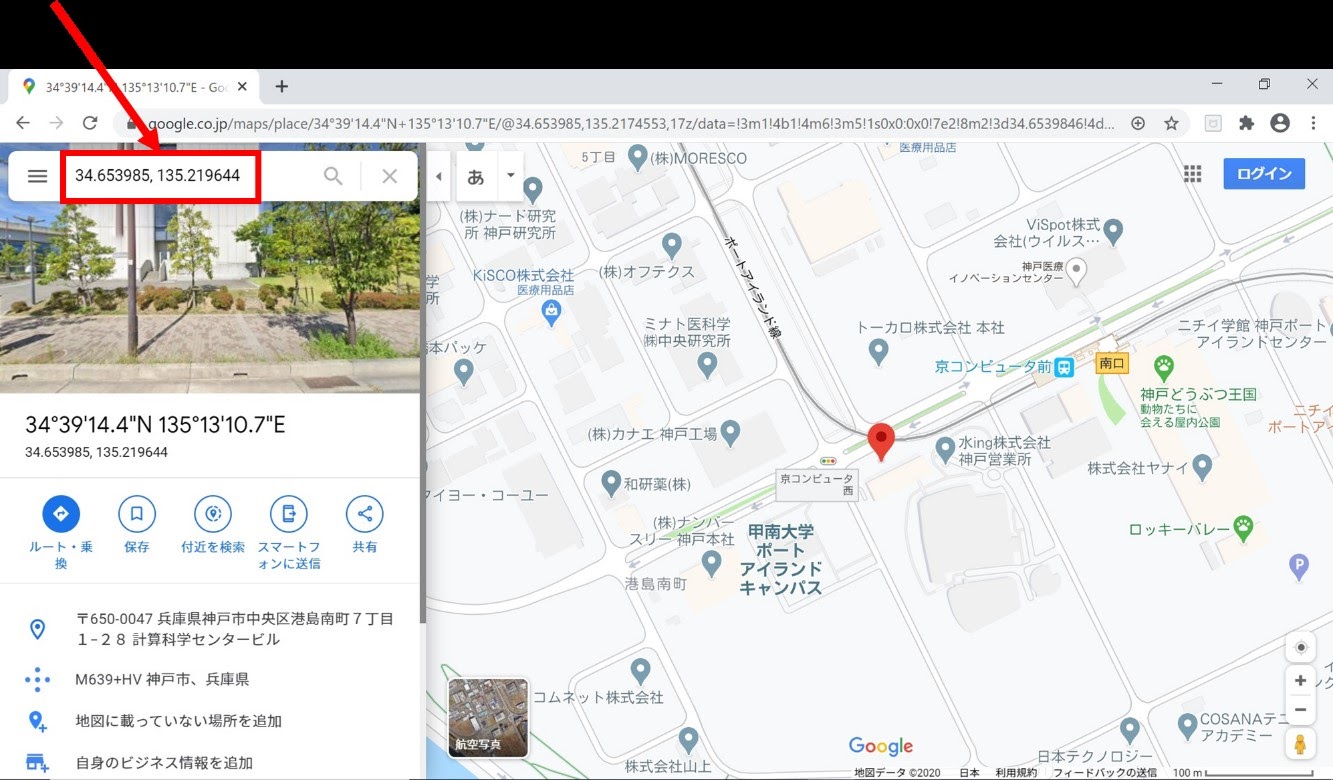 34°39'14.4"N 135°13'10.7"E - Goo
google.co.jp/maps/place/34°39'14.4"N+135°13'10.7"E/@34.653985,135.2174553,17z/data=!3m1!4b1!4m6!3m5!1s0x0:0x0!7e2!8m2!3d34.6539846!4d...
34.653985, 135.219644
34°39'14.4"N 135°13'10.7"E
34.653985, 135.219644
ルート・乗
換
保存
付近を検索
スマートフ
ォンに送信
共有
〒650-0047 兵庫県神戸市中央区港島南町７丁目
１−２８ 計算科学センタービル
M639+HV 神戸市、兵庫県
地図に載っていない場所を追加
自身のビジネス情報を追加
あ
ログイン
5丁目
(株)MORESCO
医療用品店
(株)ナード研究
所 神戸研究所
学
所
KiSCO株式会社
医療用品店
(株)オフテクス
ポートアイランド線
ViSpot株式
会社(ウイルス…
神戸医療
イノベーションセンター
ミナト医科学
㈱中央研究所
トーカロ株式会社 本社
ニチイ学館 神戸ポート
アイランドセンター
本パッケ
京コンピュータ前
南口
神戸どうぶつ王国
動物たちに
会える屋内公園
ニチイ
ポートアイ
(株)カナエ 神戸工場
水ing株式会社
神戸営業所
株式会社ヤナイ
京コンピュータ
西
和研薬(株)
タイヨー・コーユー
(株)ナンバー
スリー 神戸本社
甲南大学
ポート
アイランド
キャンパス
ロッキーバレー
P
港島南町
コムネット株式会社
COSANAテニ
アカデミー
日本テクノロジー
株式会社山上
航空写真
Google
地図データ ©2020
日本
利用規約
フィードバックの送信
100 m